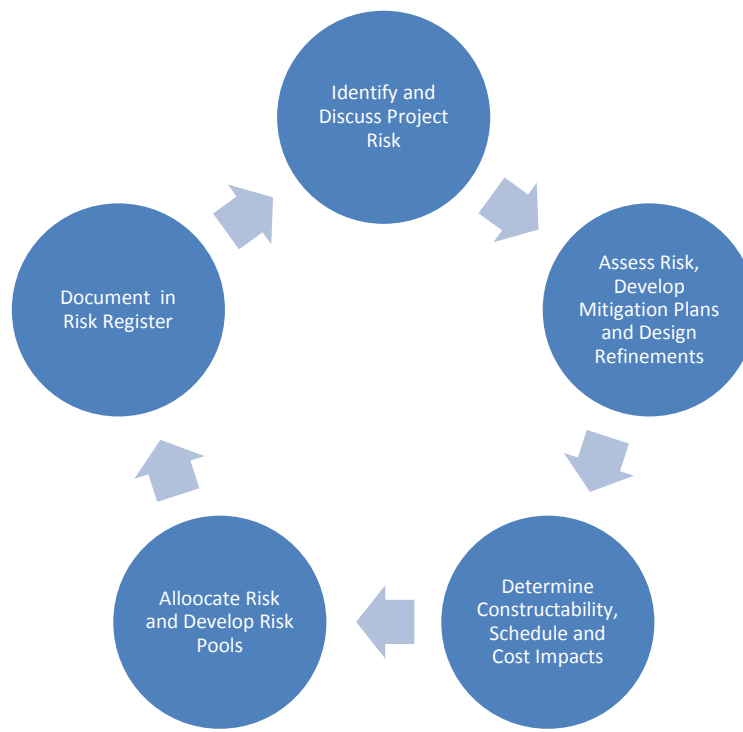 Identify and
Discuss Project
Risk
Assess Risk,
Develop
Mitigation Plans
and Design
Refinements
Determine
Constructability,
Schedule and
Cost Impacts
Alloocate Risk
and Develop Risk
Pools
Document  in
Risk Register